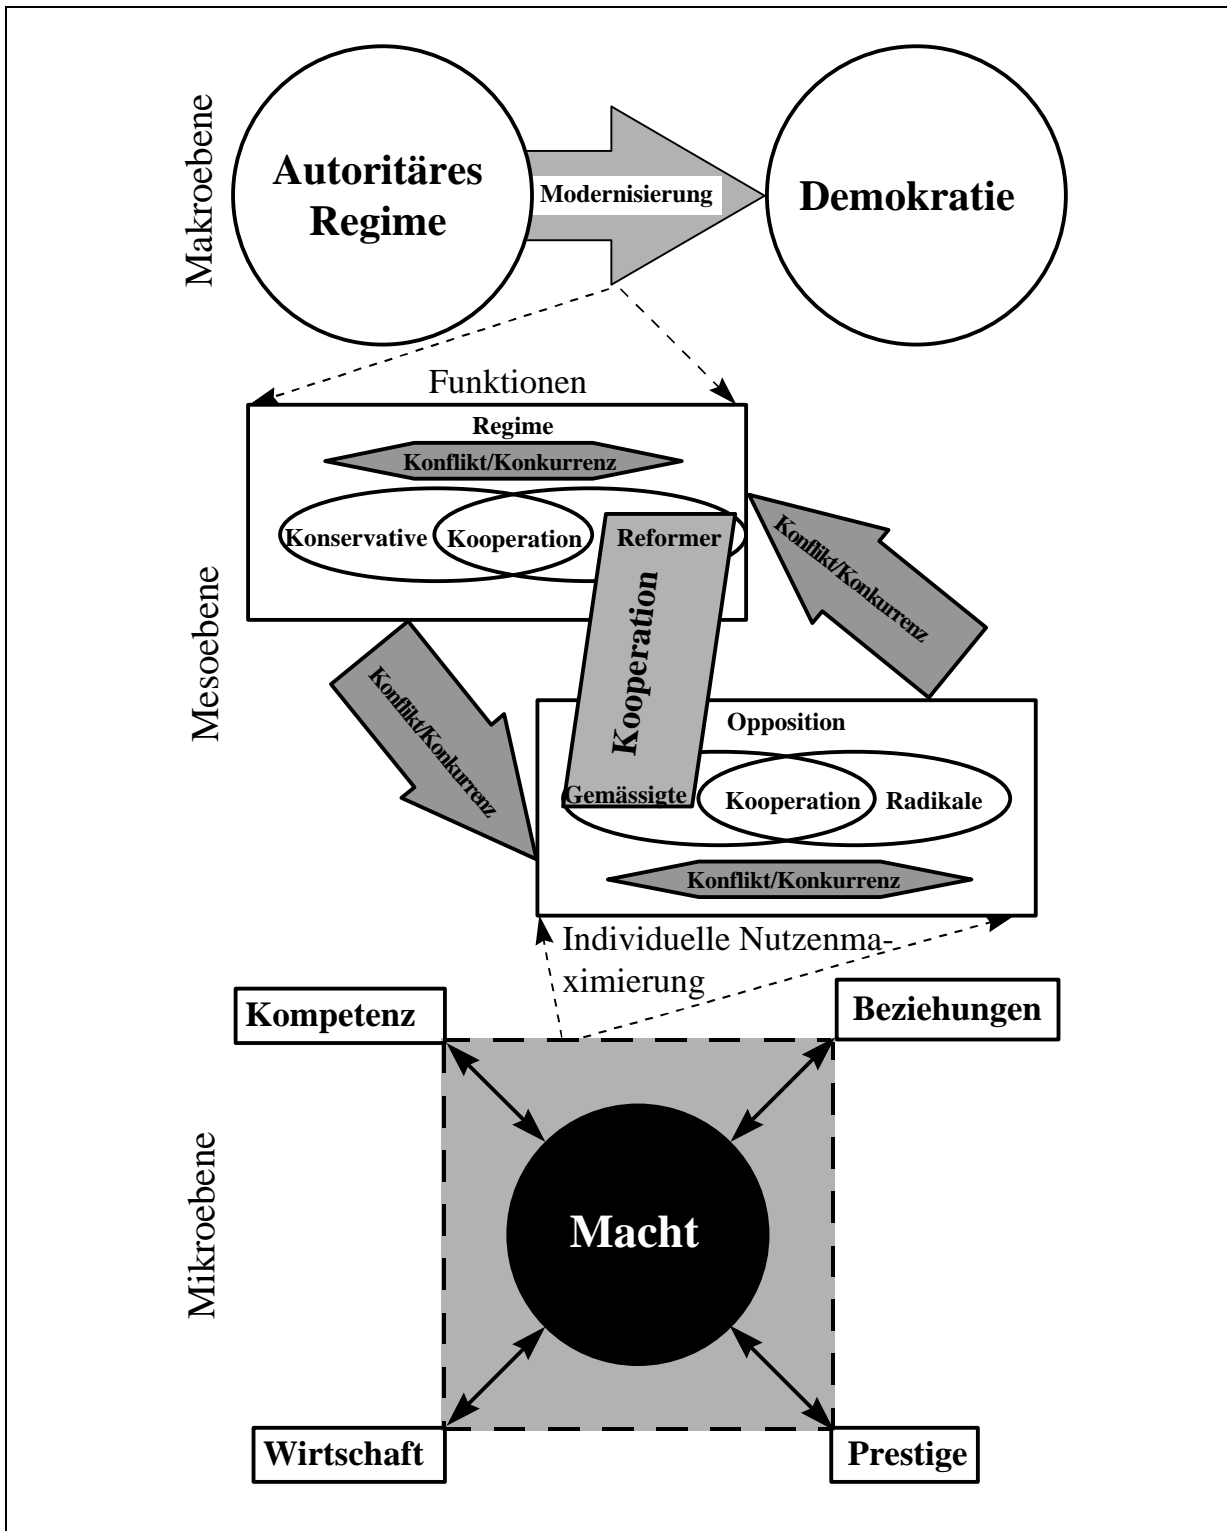 Makroebene
Autoritäres
Regime
Modernisierung
Demokratie
Funktionen
Mesoebene
Regime
Konflikt/Konkurrenz
Konservative
Kooperation
Reformer
Kooperation
Konflikt/Konkurrenz
Konflikt/Konkurrenz
Opposition
Gemässigte
Kooperation
Radikale
Konflikt/Konkurrenz
Individuelle Nutzenma-
ximierung
Mikroebene
Kompetenz
Beziehungen
Macht
Wirtschaft
Prestige